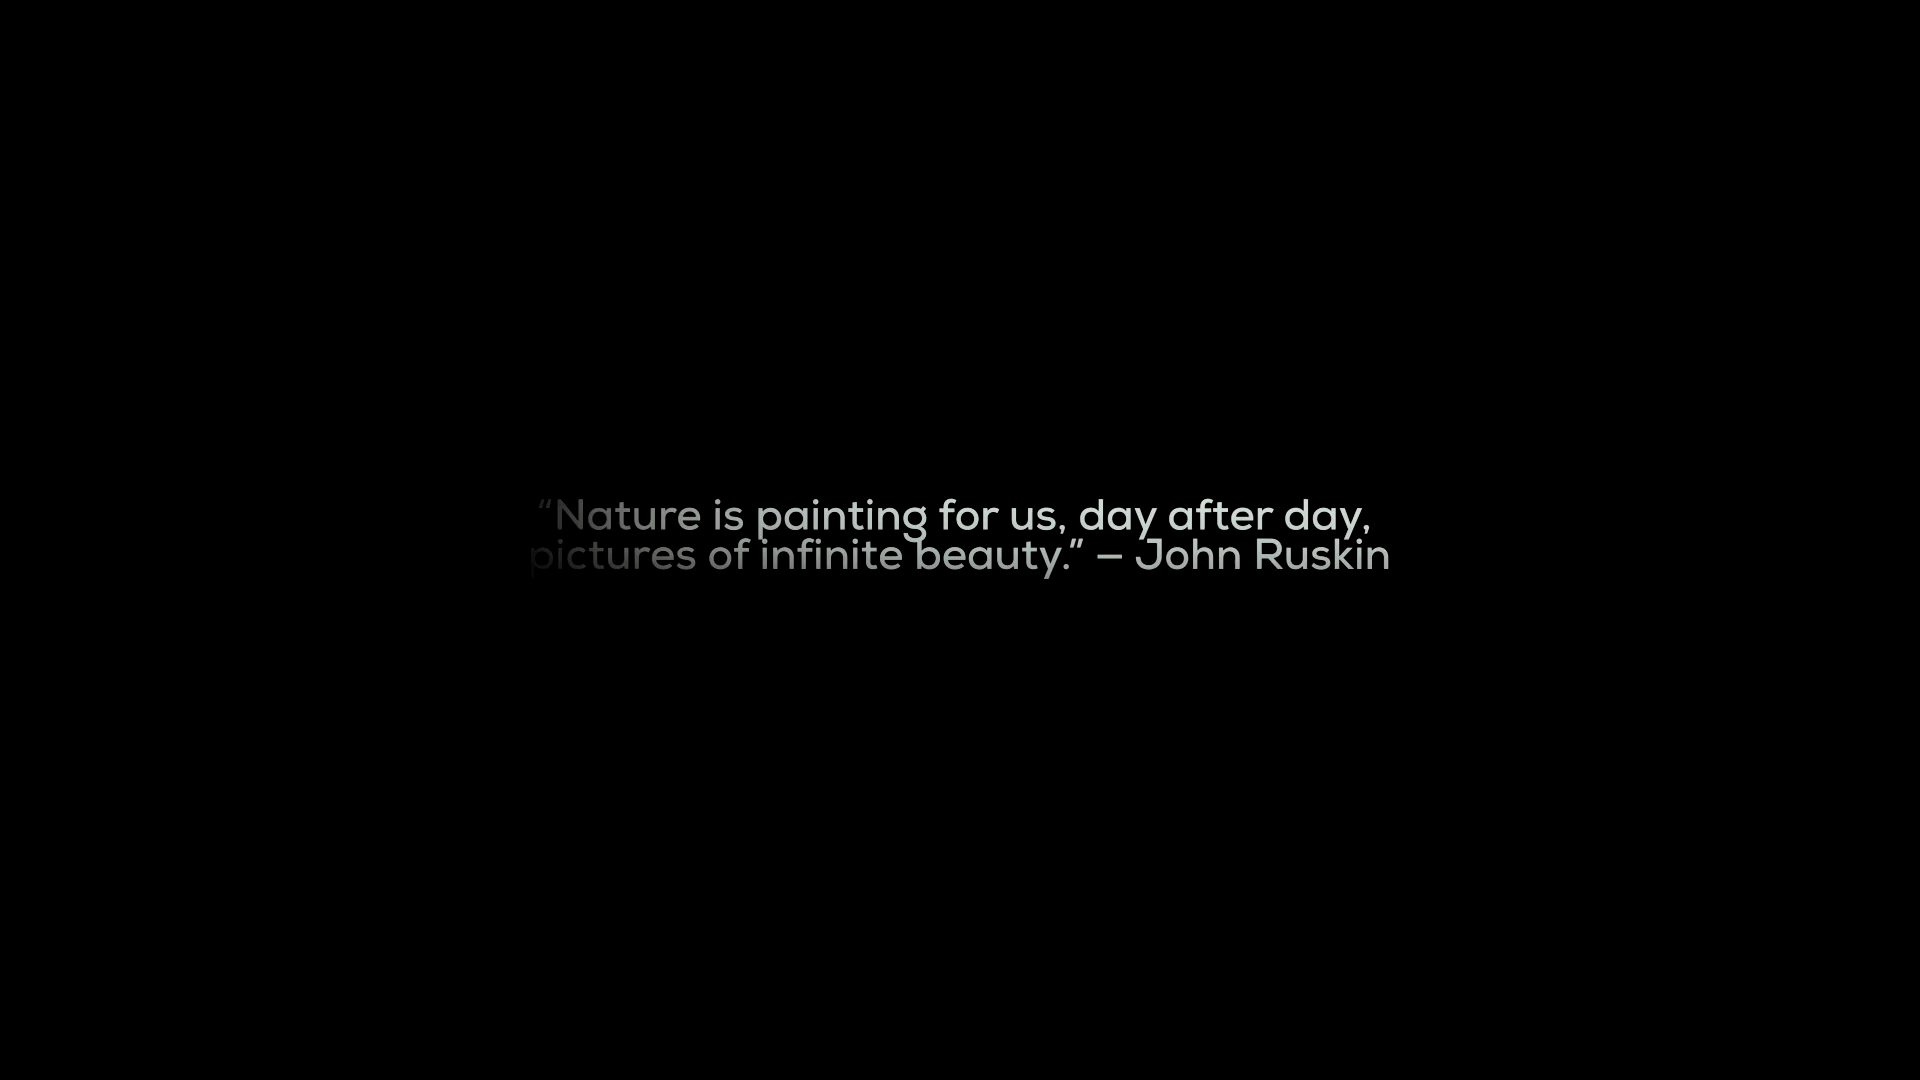 “Nature is painting for us, day after day,
pictures of infinite beauty.” – John Ruskin